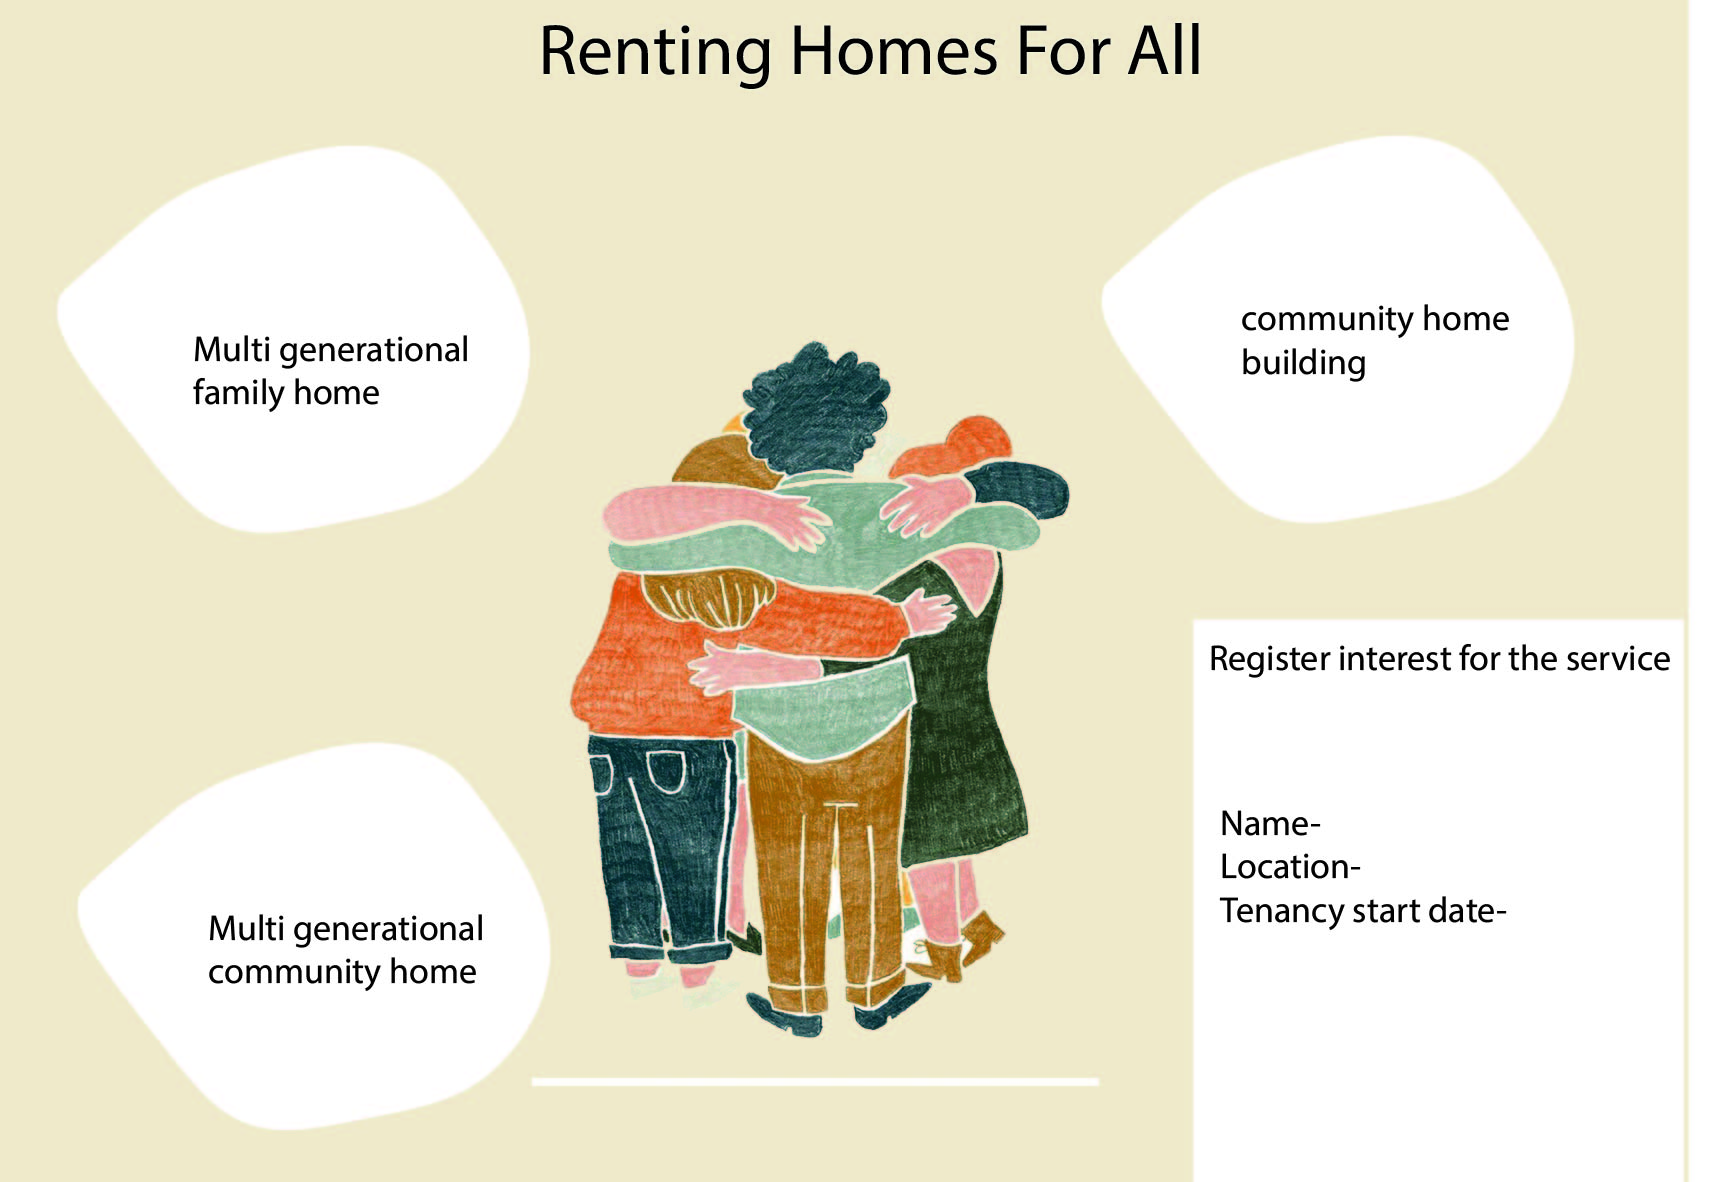 Renting Homes For All
Multi generational
family home
community home
building
Multi generational
community home
Register interest for the service
Name-
Location-
Tenancy start date-